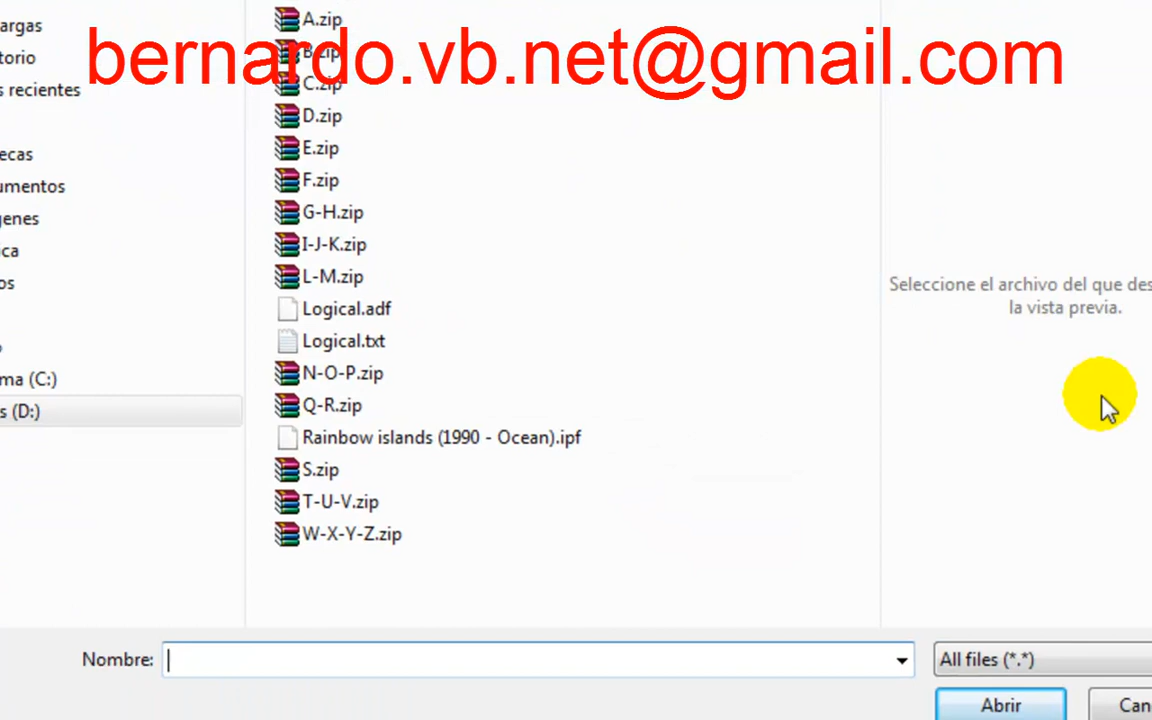 bernardo.vb.net@gmail.com
argas
torio
s recientes
ecas
umentos
genes
ica
os
o
ma (C:)
s (D:)
A.zip
B.zip
C.zip
D.zip
E.zip
F.zip
G-H.zip
I-J-K.zip
L-M.zip
Logical.adf
Logical.txt
N-O-P.zip
Q-R.zip
Rainbow islands (1990 - Ocean).ipf
S.zip
T-U-V.zip
W-X-Y-Z.zip
Seleccione el archivo del que des
la vista previa.
Nombre:
All files (*.*)
Abrir
Can